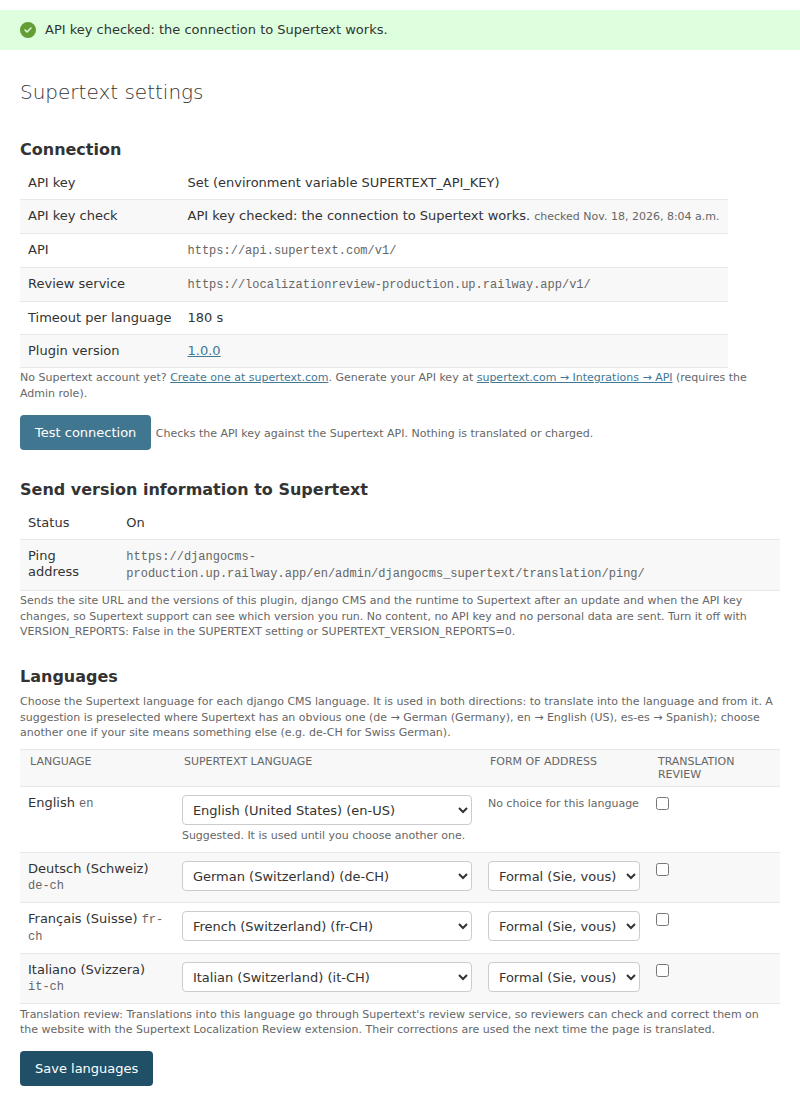 API key checked: the connection to Supertext works.
Supertext settings
Connection
API key Set (environment variable SUPERTEXT_API_KEY)
API key check API key checked: the connection to Supertext works. checked Nov. 18, 2026, 8:04 a.m.
API https://api.supertext.com/v1/
Review service https://localizationreview-production.up.railway.app/v1/
Timeout per language 180 s
Plugin version 1.0.0
No Supertext account yet? Create one at supertext.com. Generate your API key at supertext.com → Integrations → API (requires the
Admin role).
Test connection Checks the API key against the Supertext API. Nothing is translated or charged.
Send version information to Supertext
Status On
Ping address https://djangocms-
production.up.railway.app/en/admin/djangocms_supertext/translation/ping/
Sends the site URL and the versions of this plugin, django CMS and the runtime to Supertext after an update and when the API key
changes, so Supertext support can see which version you run. No content, no API key and no personal data are sent. Turn it off with
VERSION_REPORTS: False in the SUPERTEXT setting or SUPERTEXT_VERSION_REPORTS=0.
Languages
Choose the Supertext language for each django CMS language. It is used in both directions: to translate into the language and from it. A
suggestion is preselected where Supertext has an obvious one (de → German (Germany), en → English (US), es-es → Spanish); choose
another one if your site means something else (e.g. de-CH for Swiss German).
LANGUAGE SUPERTEXT LANGUAGE FORM OF ADDRESS TRANSLATION REVIEW
English en English (United States) (en-US) No choice for this language
Suggested. It is used until you choose another one.
Deutsch (Schweiz) de-ch German (Switzerland) (de-CH) Formal (Sie, vous)
Français (Suisse) fr-ch French (Switzerland) (fr-CH) Formal (Sie, vous)
Italiano (Svizzera) it-ch Italian (Switzerland) (it-CH) Formal (Sie, vous)
Translation review: Translations into this language go through Supertext's review service, so reviewers can check and correct them on
the website with the Supertext Localization Review extension. Their corrections are used the next time the page is translated.
Save languages